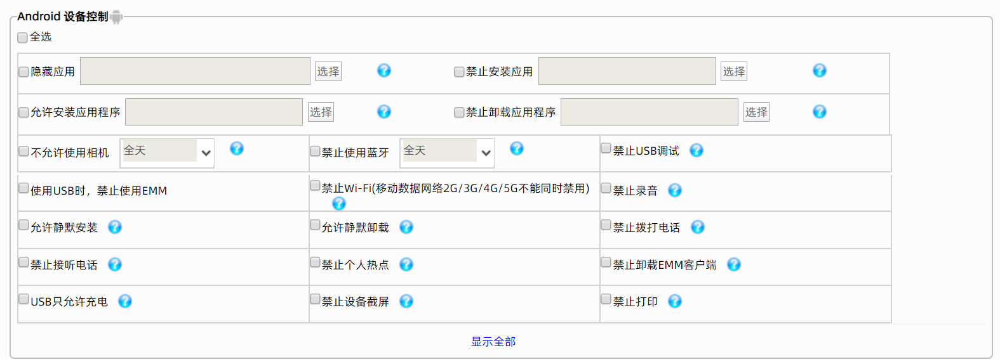 Android 设备控制
全选
隐藏应用 选择 禁止安装应用 选择
允许安装应用程序 选择 禁止卸载应用程序 选择
不允许使用相机 全天 禁止使用蓝牙 全天 禁止USB调试
使用USB时，禁止使用EMM 禁止Wi-Fi(移动数据网络2G/3G/4G/5G不能同时禁用) 禁止录音
允许静默安装 允许静默卸载 禁止拨打电话
禁止接听电话 禁止个人热点 禁止卸载EMM客户端
USB只允许充电 禁止设备截屏 禁止打印
显示全部